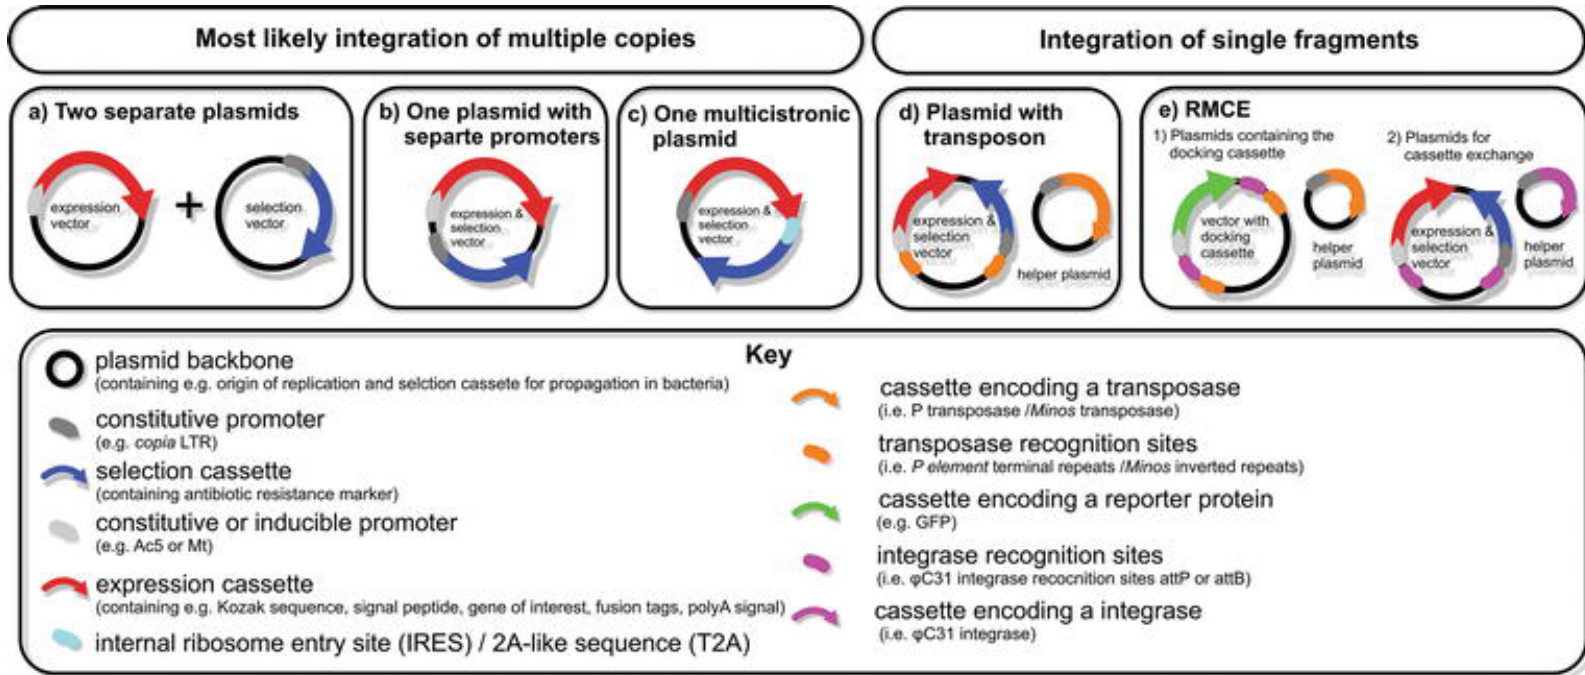 Most likely integration of multiple copies
Integration of single fragments
a) Two separate plasmids
expression
vector
+
selection
vector
b) One plasmid with
separte promoters
expression &
selection
vector
c) One multicistronic
plasmid
expression &
selection
vector
d) Plasmid with
transposon
expression &
selection
vector
helper plasmid
e) RMCE
1) Plasmids containing the
docking cassette
vector with
docking
cassette
helper
plasmid
2) Plasmids for
cassette exchange
expression &
selection
vector
helper
plasmid
Key
plasmid backbone
(containing e.g. origin of replication and selction cassete for propagation in bacteria)
constitutive promoter
(e.g. copia LTR)
selection cassette
(containing antibiotic resistance marker)
constitutive or inducible promoter
(e.g. Ac5 or Mt)
expression cassette
(containing e.g. Kozak sequence, signal peptide, gene of interest, fusion tags, polyA signal)
internal ribosome entry site (IRES) / 2A-like sequence (T2A)
cassette encoding a transposase
(i.e. P transposase /Minos transposase)
transposase recognition sites
(i.e. P element terminal repeats /Minos inverted repeats)
cassette encoding a reporter protein
(e.g. GFP)
integrase recognition sites
(i.e. φC31 integrase recocnition sites attP or attB)
cassette encoding a integrase
(i.e. φC31 integrase)